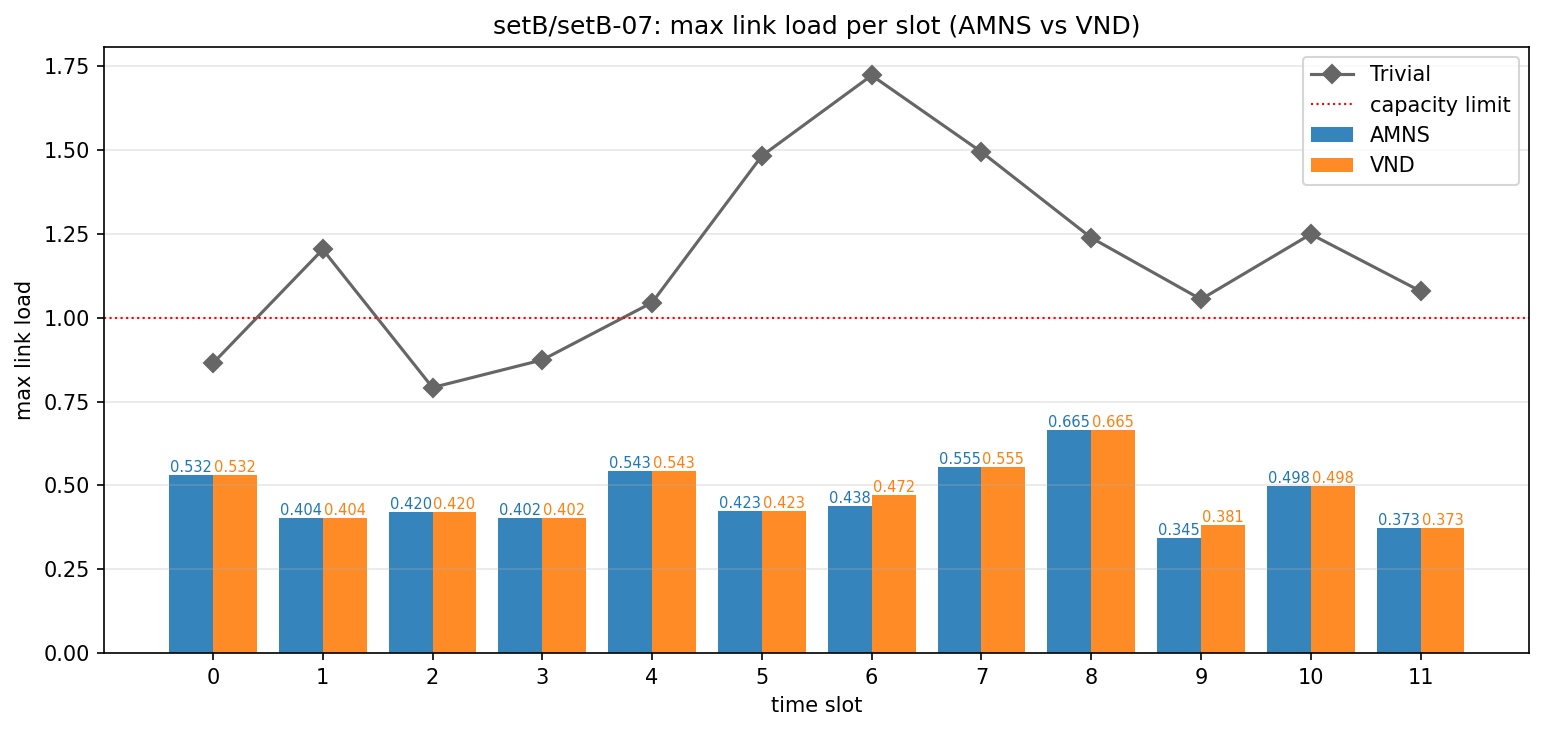 setB/setB-07: max link load per slot (AMNS vs VND)
Trivial
capacity limit
AMNS
VND
max link load
1.75
1.50
1.25
1.00
0.75
0.50
0.25
0.00
0.532 0.532
0.404 0.404
0.420 0.420
0.402 0.402
0.543 0.543
0.423 0.423
0.438 0.472
0.555 0.555
0.665 0.665
0.345 0.381
0.498 0.498
0.373 0.373
0 1 2 3 4 5 6 7 8 9 10 11
time slot